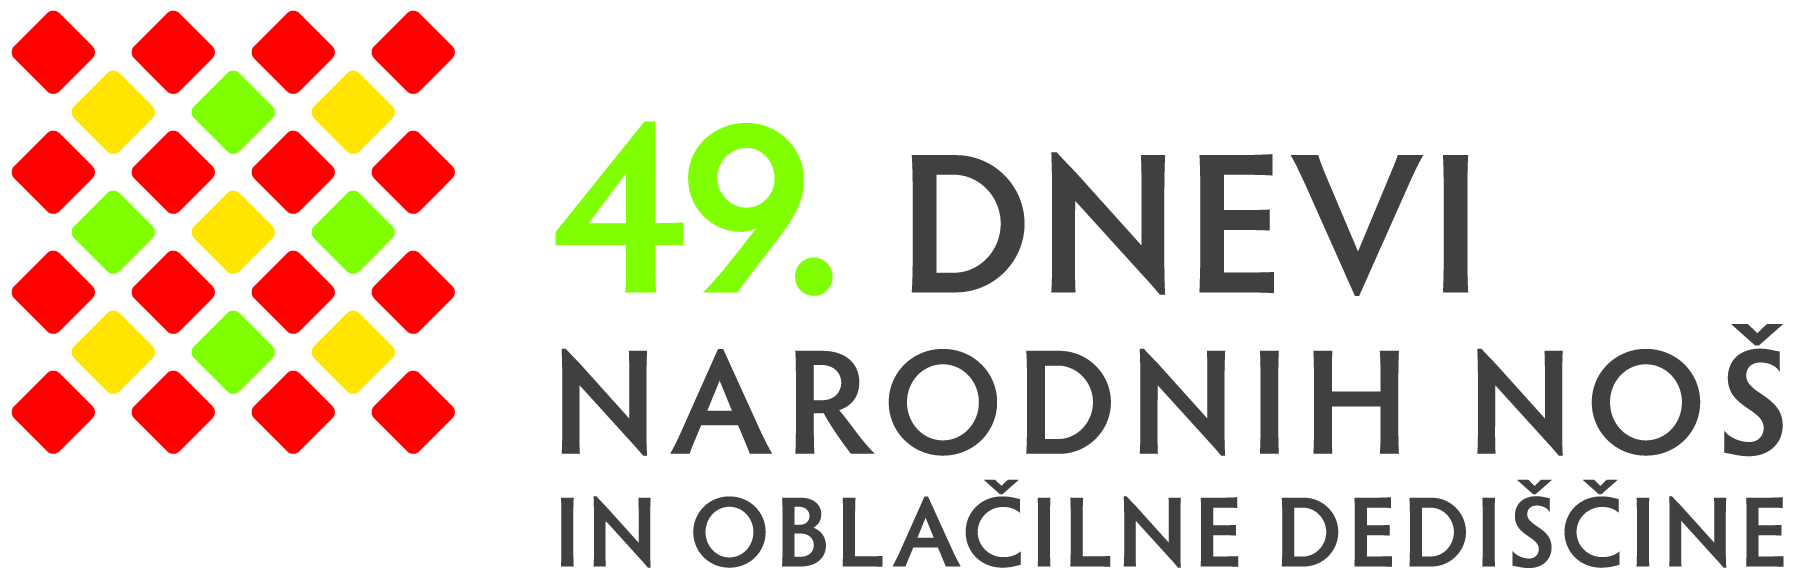 49. DNEVI
NARODNIH NOŠ
IN OBLAČILNE DEDIŠČINE